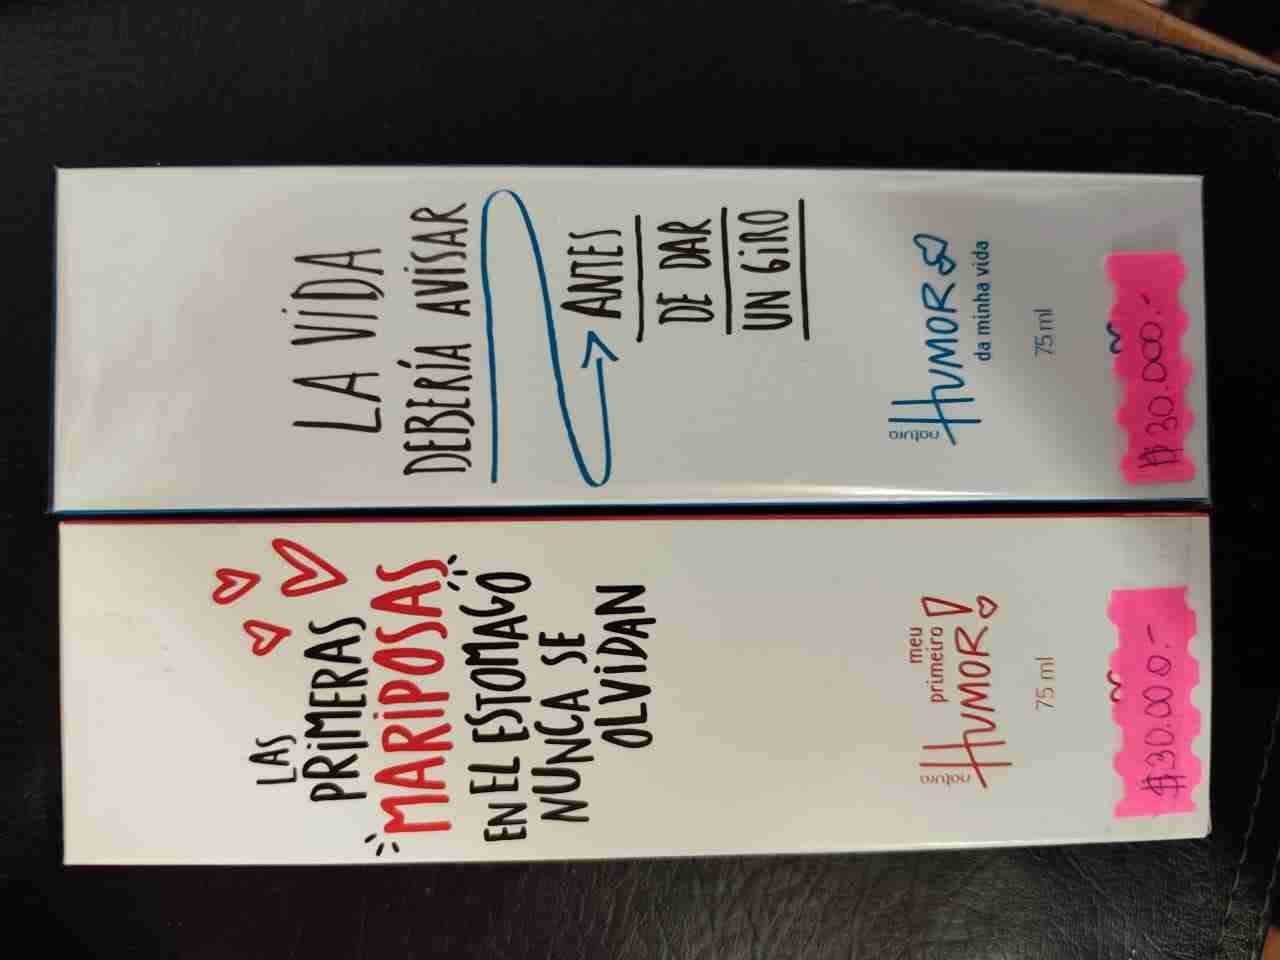 LA ViDA
DEBERÍA AViSAR
ANTES
DE DAR
UN GiRO
natura
HUMOR
da minha vida
75 ml
$30.000.-
LAS
PRiMERAS
MARiPOSAS
EN EL ESTOMAGO
NUNCA SE
OLViDAN
meu
primeiro
natura
HUMOR
75 ml
$30.000.-